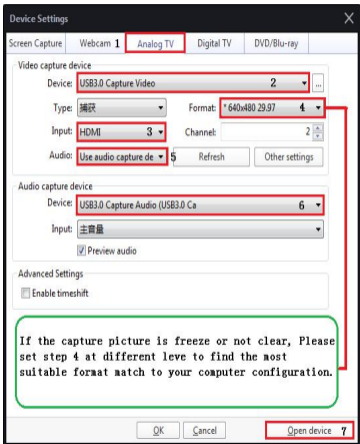 Device Settings X
Screen Capture Webcam 1 Analog TV Digital TV DVD/Blu-ray
Video capture device
Device: USB3.0 Capture Video 2 ...
Type: 捕获 Format: * 640x480 29.97 4
Input: HDMI 3 Channel: 2
Audio: Use audio capture de 5 Refresh Other settings
Audio capture device
Device: USB3.0 Capture Audio (USB3.0 Ca 6
Input: 主音量
Preview audio
Advanced Settings
Enable timeshift
If the capture picture is freeze or not clear, Please
set step 4 at different leve to find the most
suitable format match to your computer configuration.
OK Cancel Open device 7